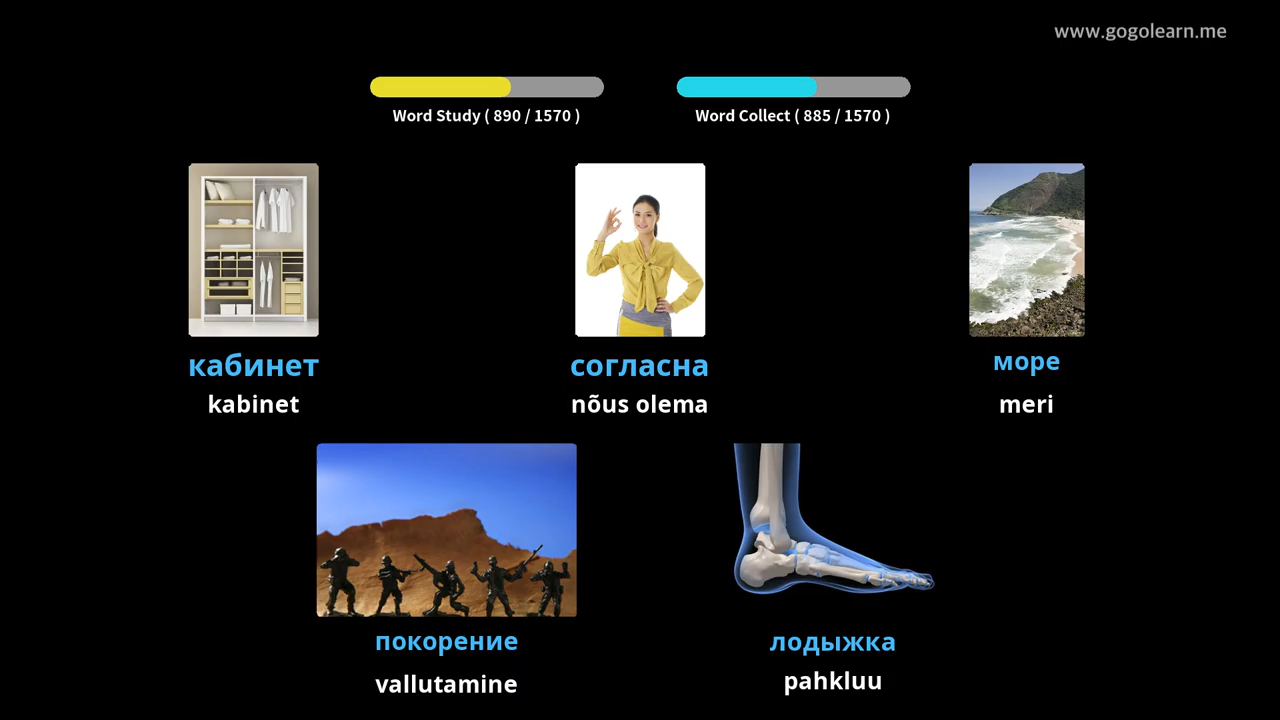 www.gogolearn.me
Word Study ( 890 / 1570 )
Word Collect ( 885 / 1570 )
кабинет
kabinet
согласна
nõus olema
море
meri
покорение
vallutamine
лодыжка
pahkluu